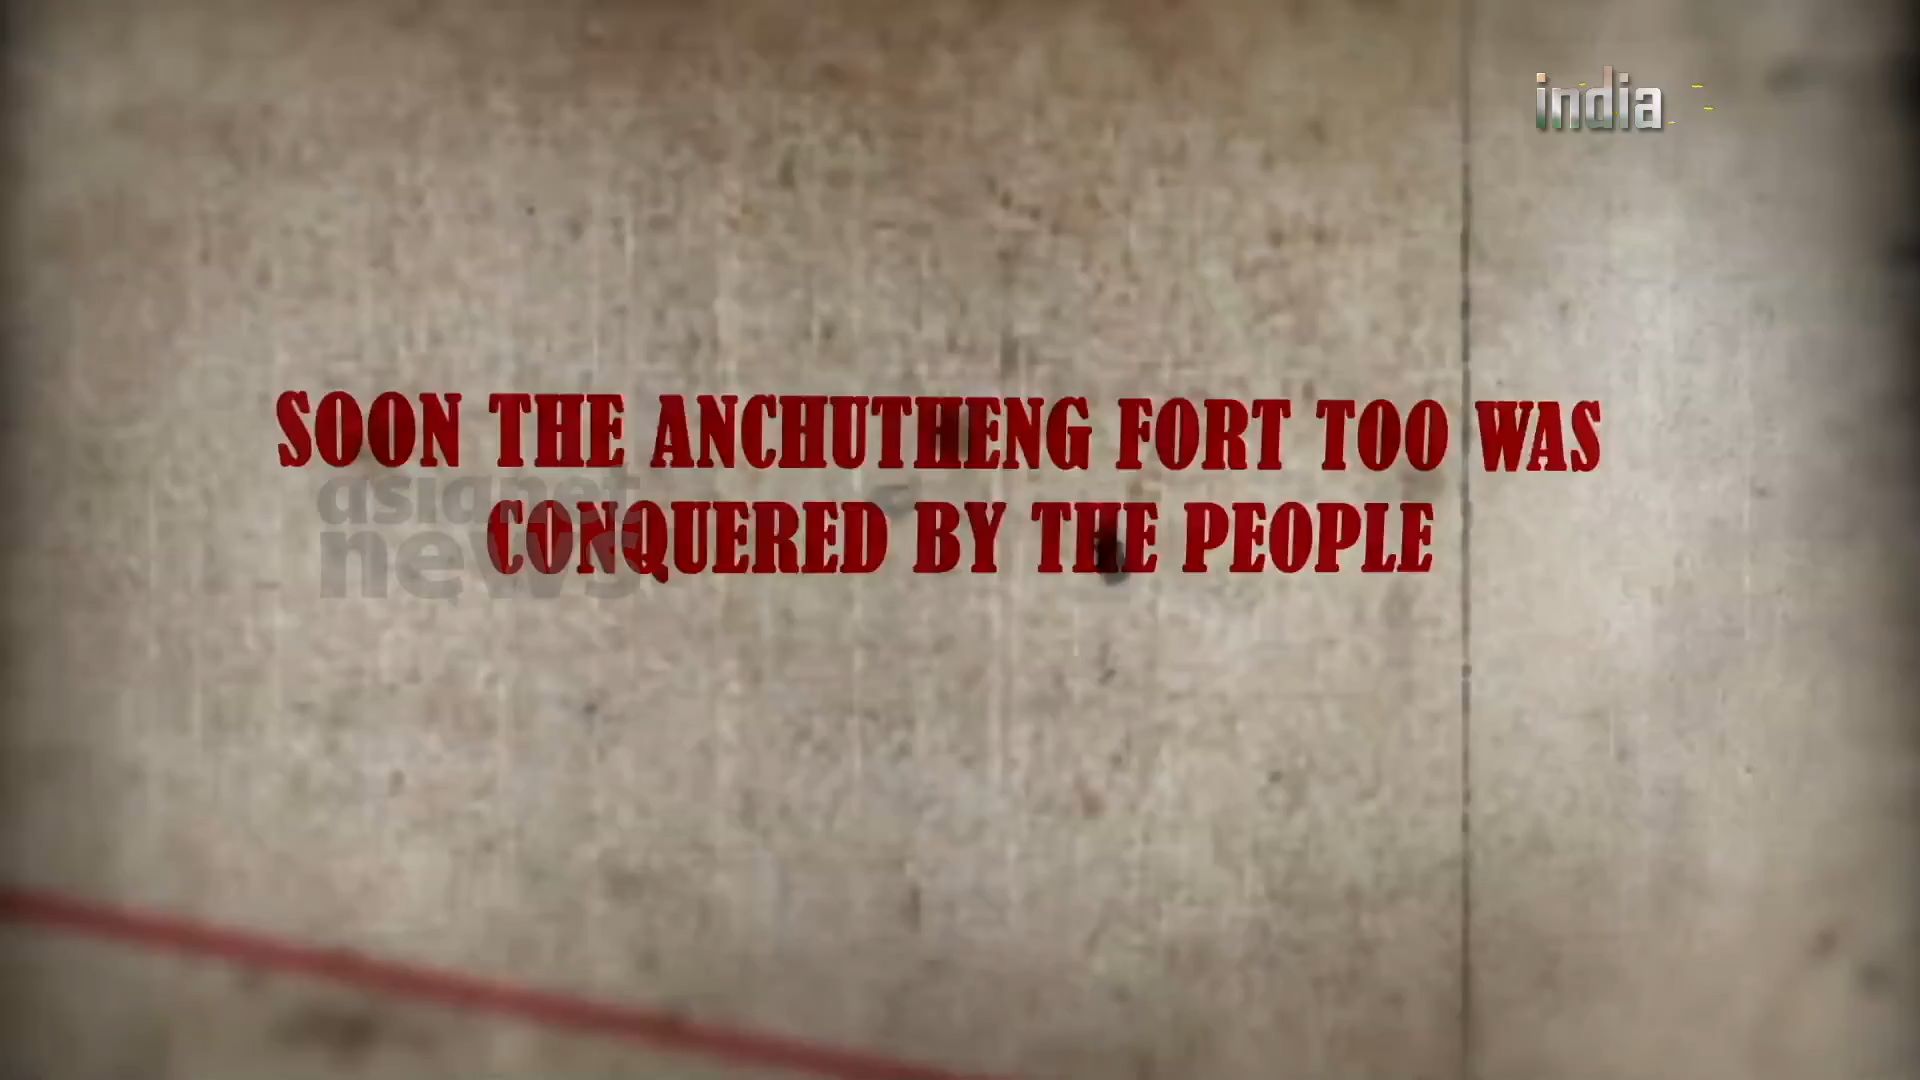 india
SOON THE ANCHUTHENG FORT TOO WAS
CONQUERED BY THE PEOPLE
asianet
news